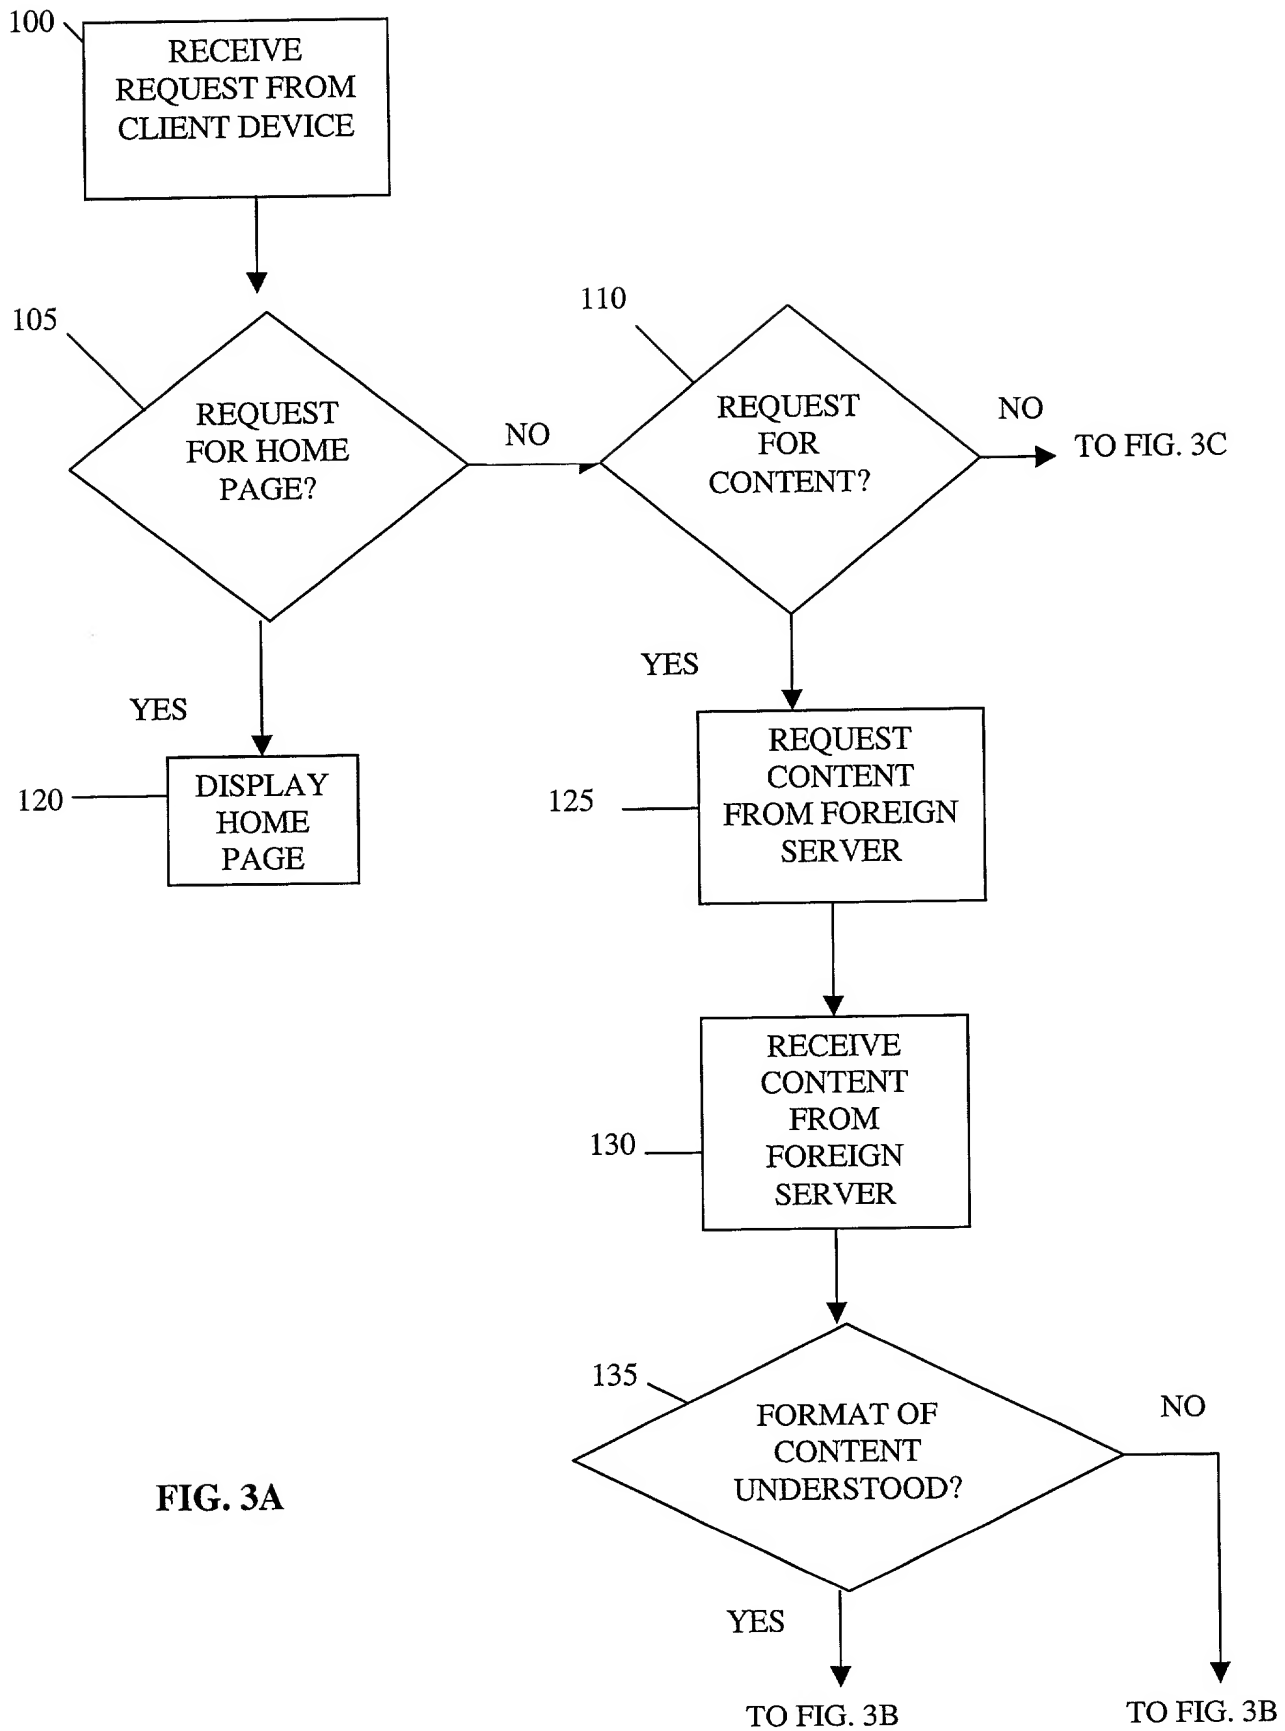 100
RECEIVE
REQUEST FROM
CLIENT DEVICE
105
REQUEST
FOR HOME
PAGE?
NO
110
REQUEST
FOR
CONTENT?
NO
TO FIG. 3C
YES
120
DISPLAY
HOME
PAGE
YES
125
REQUEST
CONTENT
FROM FOREIGN
SERVER
130
RECEIVE
CONTENT
FROM
FOREIGN
SERVER
135
FORMAT OF
CONTENT
UNDERSTOOD?
NO
YES
TO FIG. 3B
TO FIG. 3B
FIG. 3A